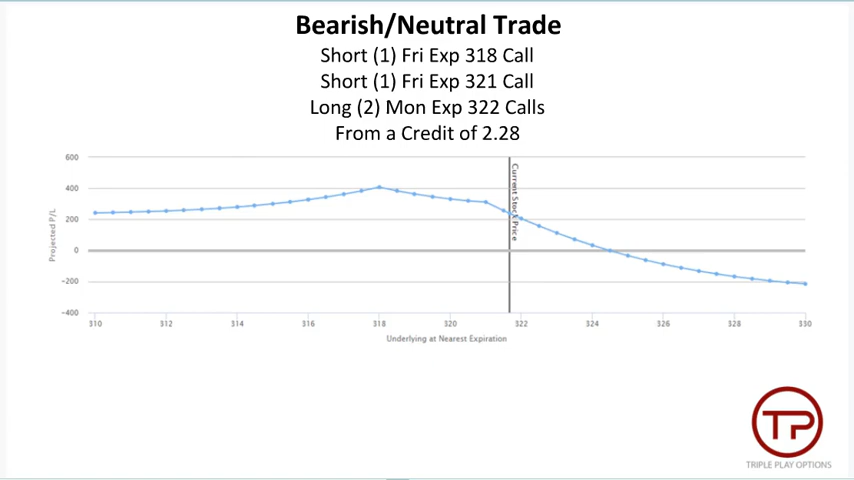 Bearish/Neutral Trade
Short (1) Fri Exp 318 Call
Short (1) Fri Exp 321 Call
Long (2) Mon Exp 322 Calls
From a Credit of 2.28
600
400
200
0
-200
-400
Projected P/L
Current Stock Price
310 312 314 316 318 320 322 324 326 328 330
Underlying at Nearest Expiration
TP
TRIPLE PLAY OPTIONS